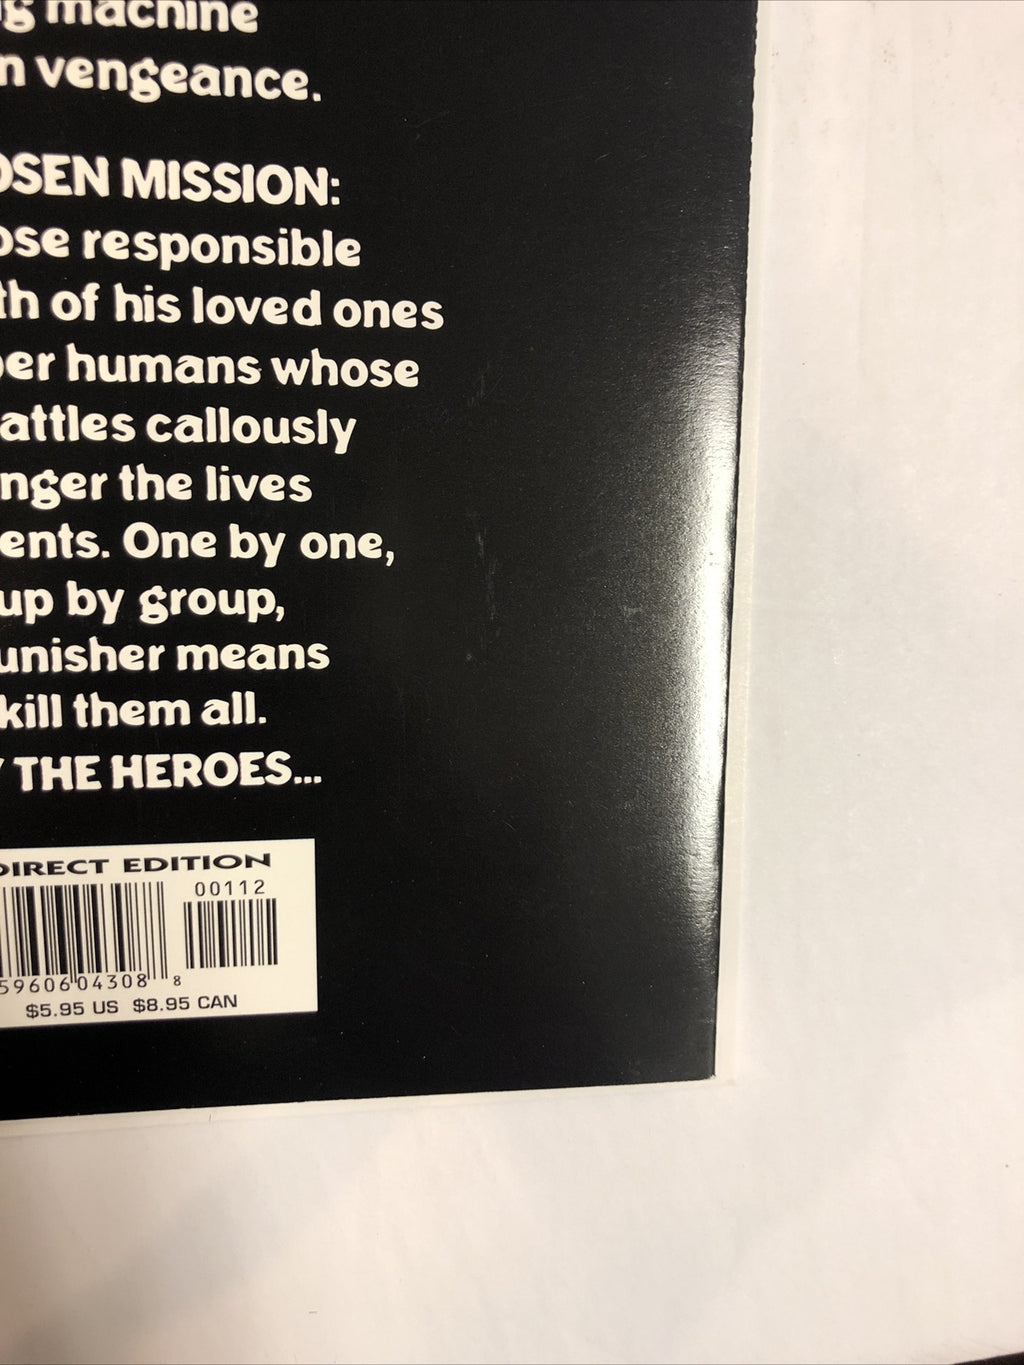 g machine
n vengeance.
OSEN MISSION:
ose responsible
th of his loved ones
per humans whose
attles callously
nger the lives
ents. One by one,
up by group,
unisher means
kill them all.
Y THE HEROES...
DIRECT EDITION
00112
59606 04308 8
$5.95 US $8.95 CAN